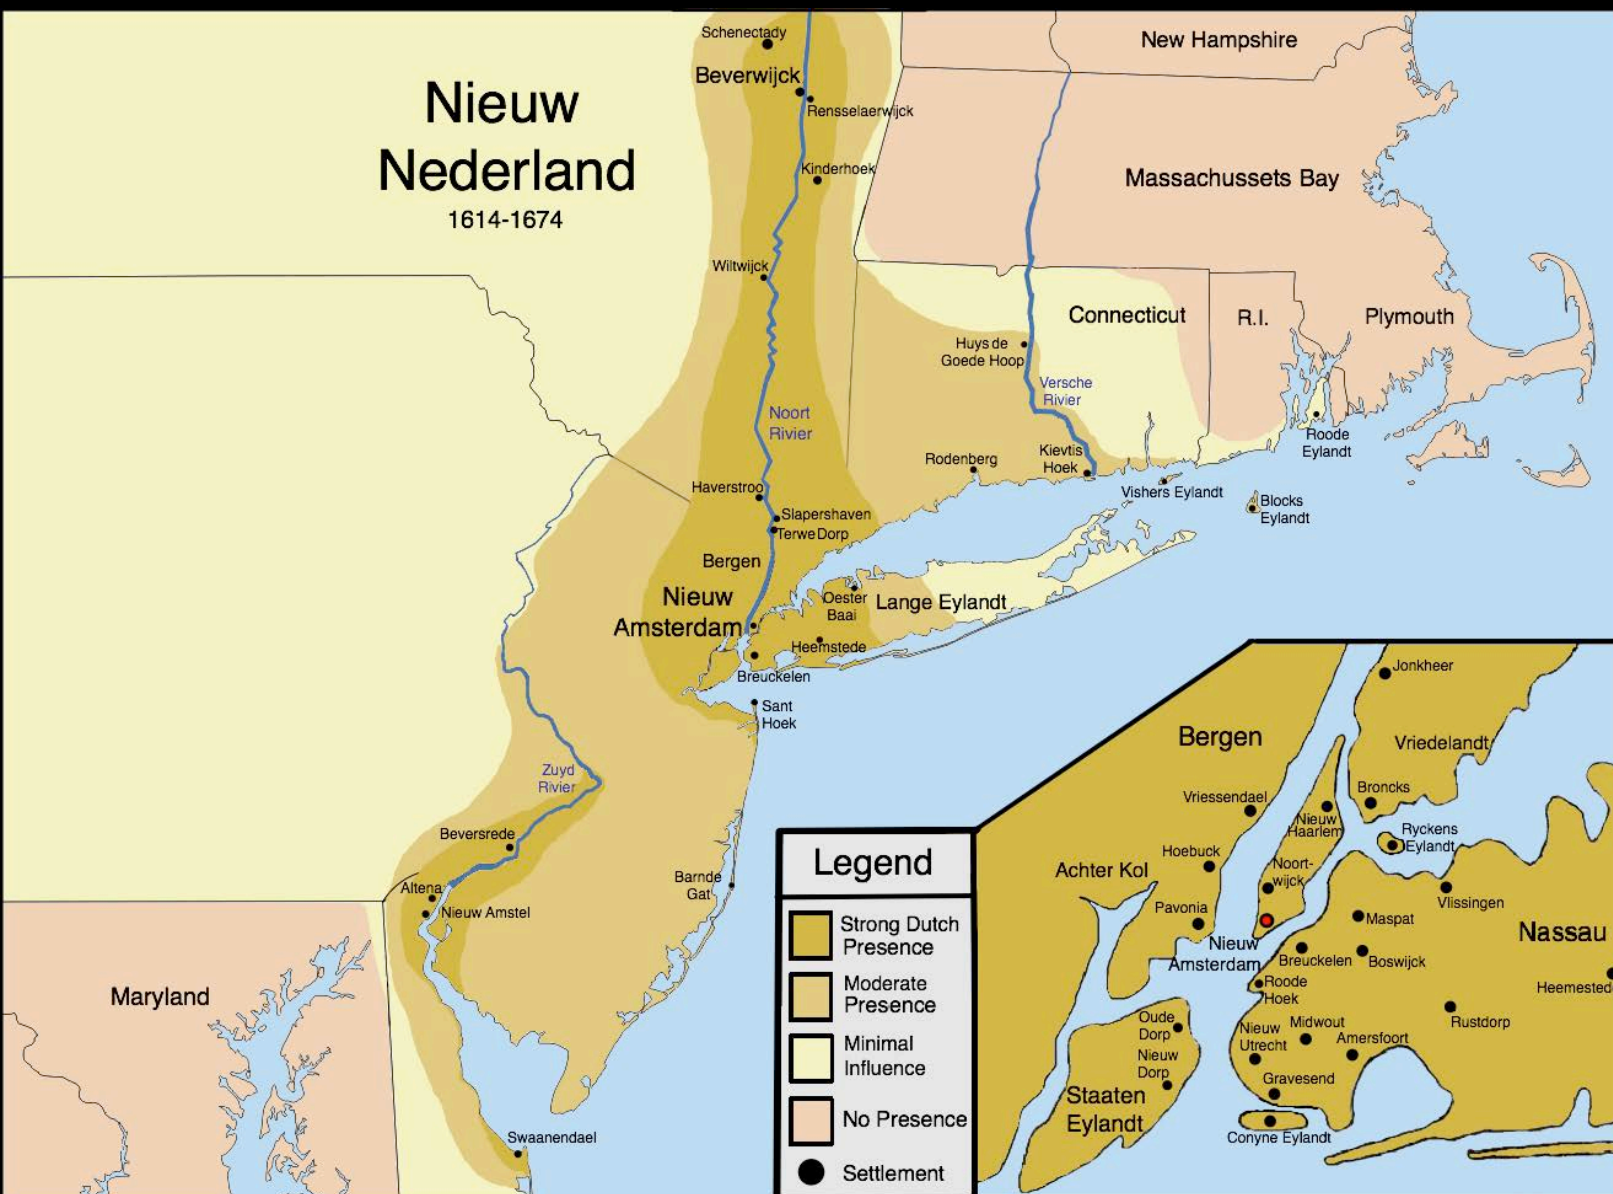 Nieuw
Nederland
1614-1674
Schenectady
Beverwijck
Rensselaerwijck
Kinderhoek
Wiltwijck
New Hampshire
Massachussets Bay
Connecticut
R.I.
Plymouth
Huys de
Goede Hoop
Versche
Rivier
Noort
Rivier
Roode
Eylandt
Rodenberg
Kievtis
Hoek
Vishers Eylandt
Blocks
Eylandt
Haverstroo
Slapershaven
Terwe Dorp
Bergen
Nieuw
Amsterdam
Oester
Baai
Lange Eylandt
Heemstede
Breuckelen
Sant
Hoek
Zuyd
Rivier
Beversrede
Altena
Nieuw Amstel
Barnde
Gat
Maryland
Swaanendael
Legend
Strong Dutch
Presence
Moderate
Presence
Minimal
Influence
No Presence
Settlement
Jonkheer
Bergen
Vriedelandt
Vriessendael
Broncks
Nieuw
Haarlem
Ryckens
Eylandt
Hoebuck
Achter Kol
Noort-
wijck
Vlissingen
Pavonia
Maspat
Nieuw
Amsterdam
Breuckelen
Boswijck
Nassau
Roode
Hoek
Heemestede
Oude
Dorp
Nieuw
Utrecht
Midwout
Amersfoort
Rustdorp
Nieuw
Dorp
Gravesend
Staaten
Eylandt
Conyne Eylandt